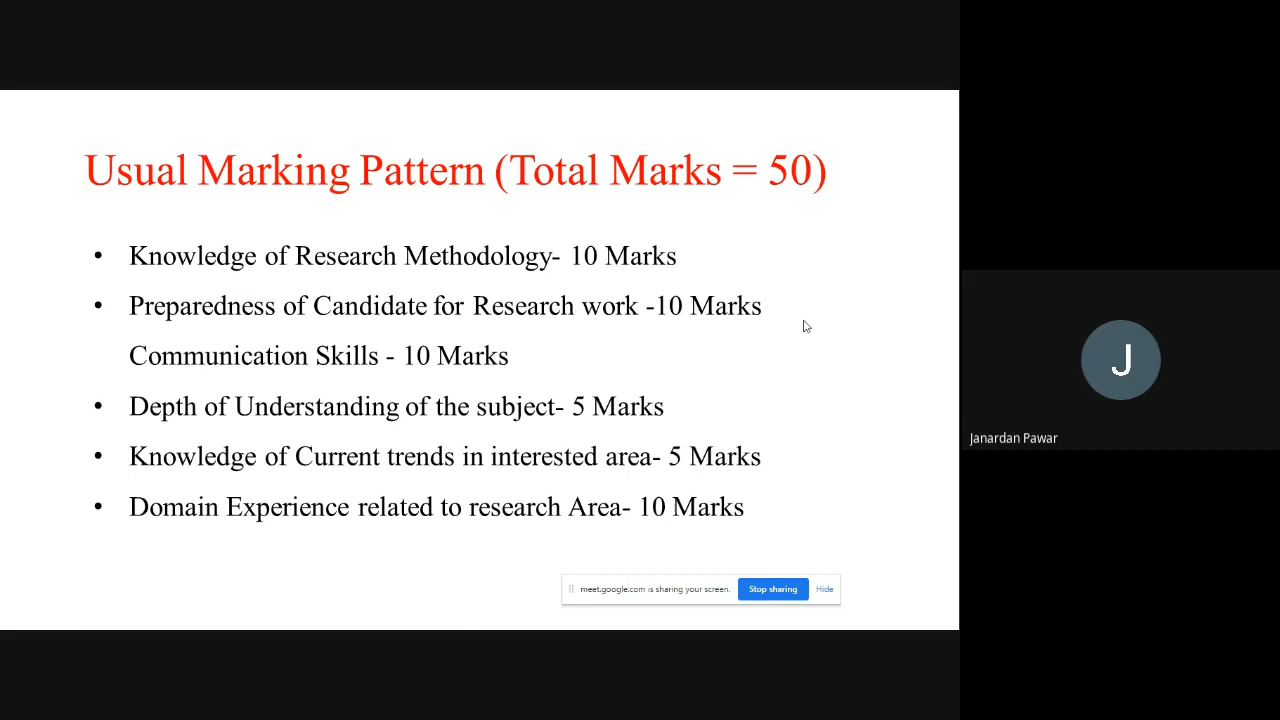 Usual Marking Pattern (Total Marks = 50)
• Knowledge of Research Methodology- 10 Marks
• Preparedness of Candidate for Research work -10 Marks
Communication Skills - 10 Marks
• Depth of Understanding of the subject- 5 Marks
• Knowledge of Current trends in interested area- 5 Marks
• Domain Experience related to research Area- 10 Marks
meet.google.com is sharing your screen. Stop sharing Hide
J
Janardan Pawar